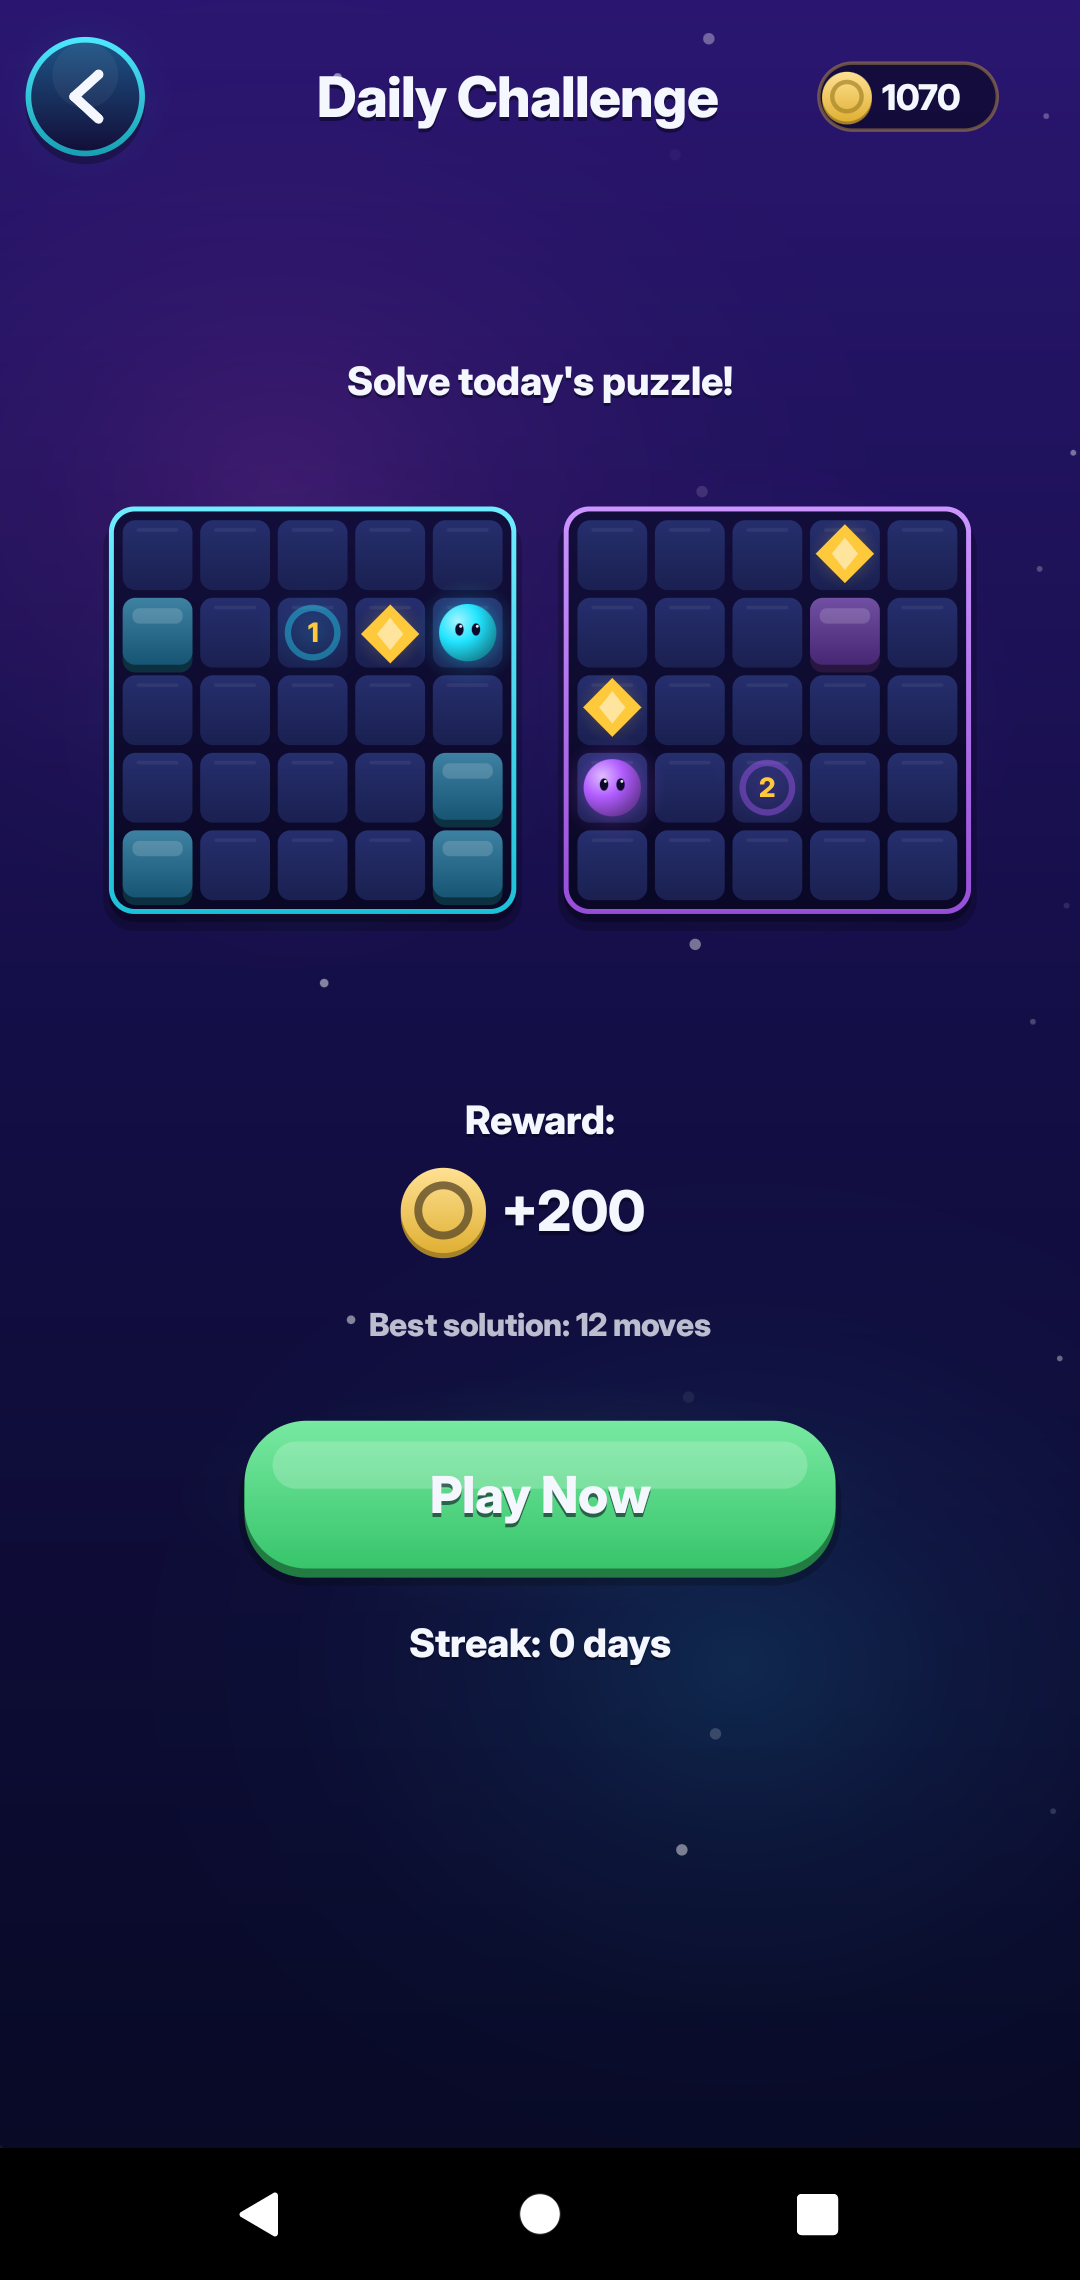 Daily Challenge
1070
Solve today's puzzle!
1
2
Reward:
+200
Best solution: 12 moves
Play Now
Streak: 0 days